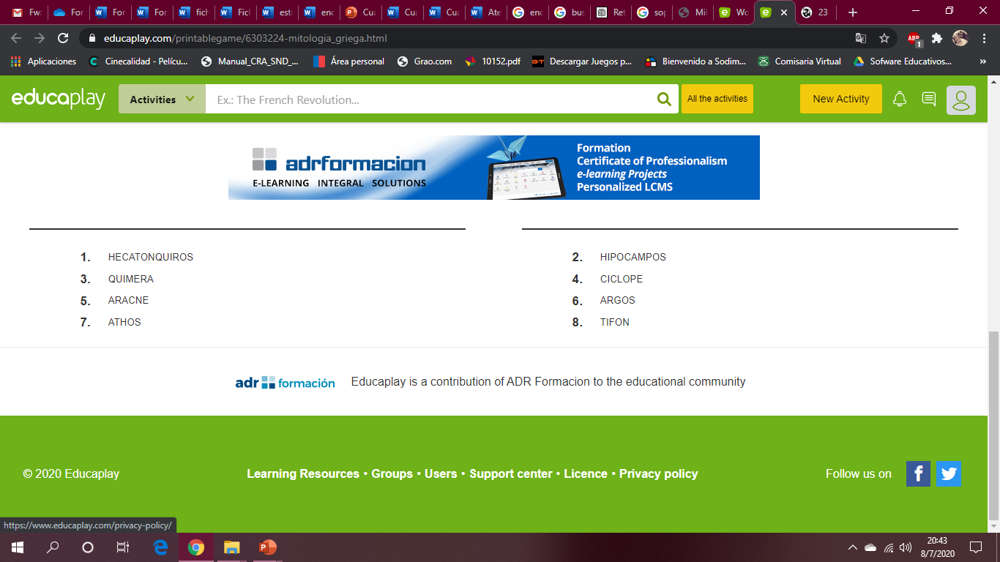 Fw:
For
For
For
fich
Fich
esti
enc
Cua
Cua
Cua
Ate
enc
bus
Ret
sop
Mil
Wo
23
educaplay.com/printablegame/6303224-mitologia_griega.html
ABP
1
Aplicaciones
Cinecalidad - Pelícu...
Manual_CRA_SND_...
Área personal
Grao.com
10152.pdf
Descargar Juegos p...
Bienvenido a Sodim...
Comisaria Virtual
Sofware Educativos...
»
educaplay
Activities
Ex.: The French Revolution...
All the activities
New Activity
adrformacion
E-LEARNING INTEGRAL SOLUTIONS
Formation
Certificate of Professionalism
e-learning Projects
Personalized LCMS
1. HECATONQUIROS
2. HIPOCAMPOS
3. QUIMERA
4. CICLOPE
5. ARACNE
6. ARGOS
7. ATHOS
8. TIFON
adr formación
Educaplay is a contribution of ADR Formacion to the educational community
© 2020 Educaplay
Learning Resources • Groups • Users • Support center • Licence • Privacy policy
Follow us on
https://www.educaplay.com/privacy-policy/
20:43
8/7/2020